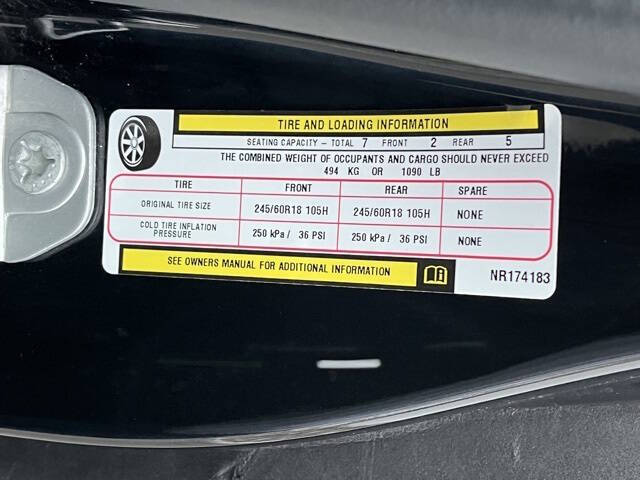 TIRE AND LOADING INFORMATION
SEATING CAPACITY - TOTAL 7 FRONT 2 REAR 5
THE COMBINED WEIGHT OF OCCUPANTS AND CARGO SHOULD NEVER EXCEED
494 KG OR 1090 LB
TIRE FRONT REAR SPARE
ORIGINAL TIRE SIZE 245/60R18 105H 245/60R18 105H NONE
COLD TIRE INFLATION
PRESSURE 250 kPa / 36 PSI 250 kPa / 36 PSI NONE
SEE OWNERS MANUAL FOR ADDITIONAL INFORMATION
NR174183